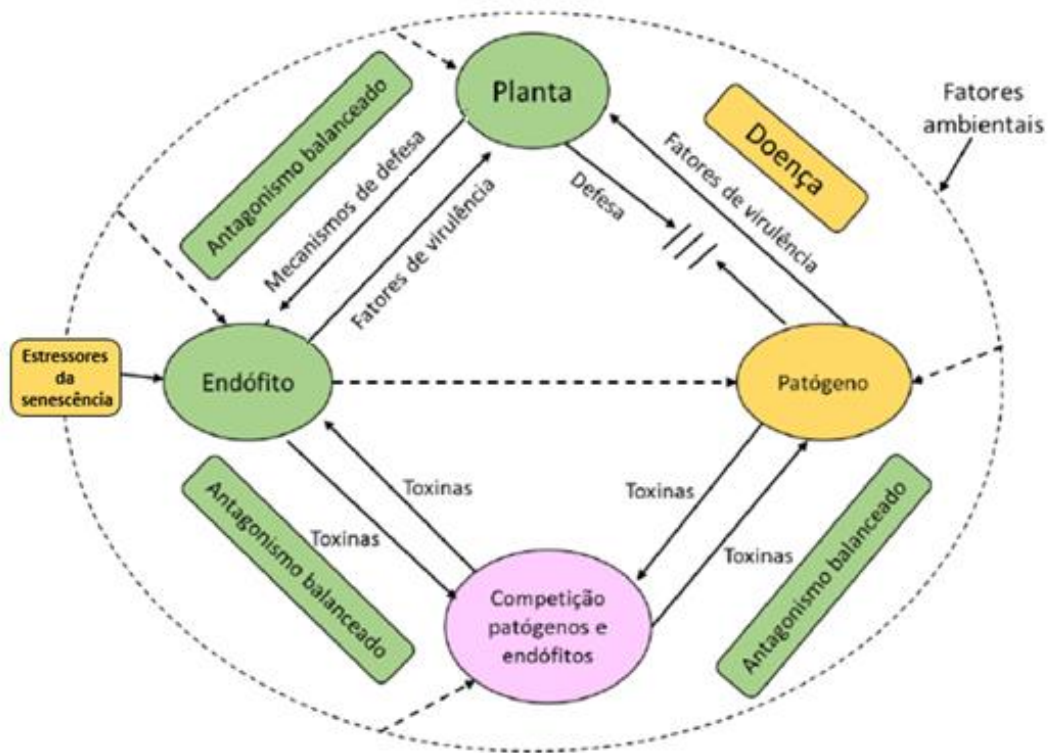 Planta
Antagonismo balanceado
Mecanismos de defesa
Fatores de virulência
Defesa
Fatores de virulência
Doença
Fatores
ambientais
Estressores
da
senescência
Endófito
Patógeno
Antagonismo balanceado
Toxinas
Toxinas
Toxinas
Toxinas
Antagonismo balanceado
Competição
patógenos e
endófitos